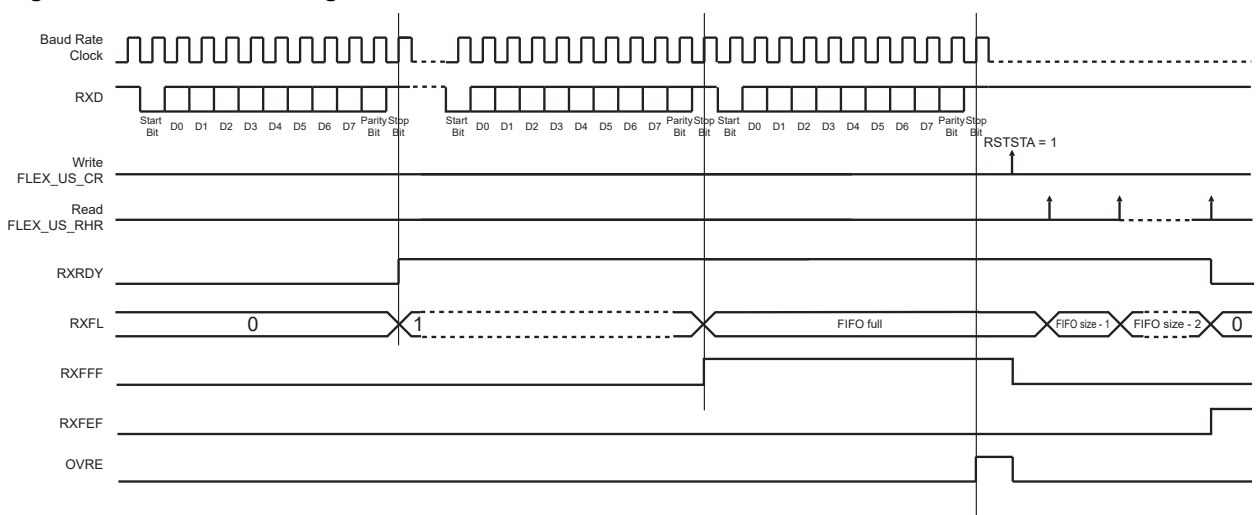 Baud Rate
Clock
RXD
Start
Bit D0 D1 D2 D3 D4 D5 D6 D7 Parity
Bit Stop
Bit
Start
Bit D0 D1 D2 D3 D4 D5 D6 D7 Parity
Bit Stop
Bit
Start
Bit D0 D1 D2 D3 D4 D5 D6 D7 Parity
Bit Stop
Bit
RSTSTA = 1
Write
FLEX_US_CR
Read
FLEX_US_RHR
RXRDY
RXFL 0 1 FIFO full FIFO size - 1 FIFO size - 2 0
RXFFF
RXFEF
OVRE